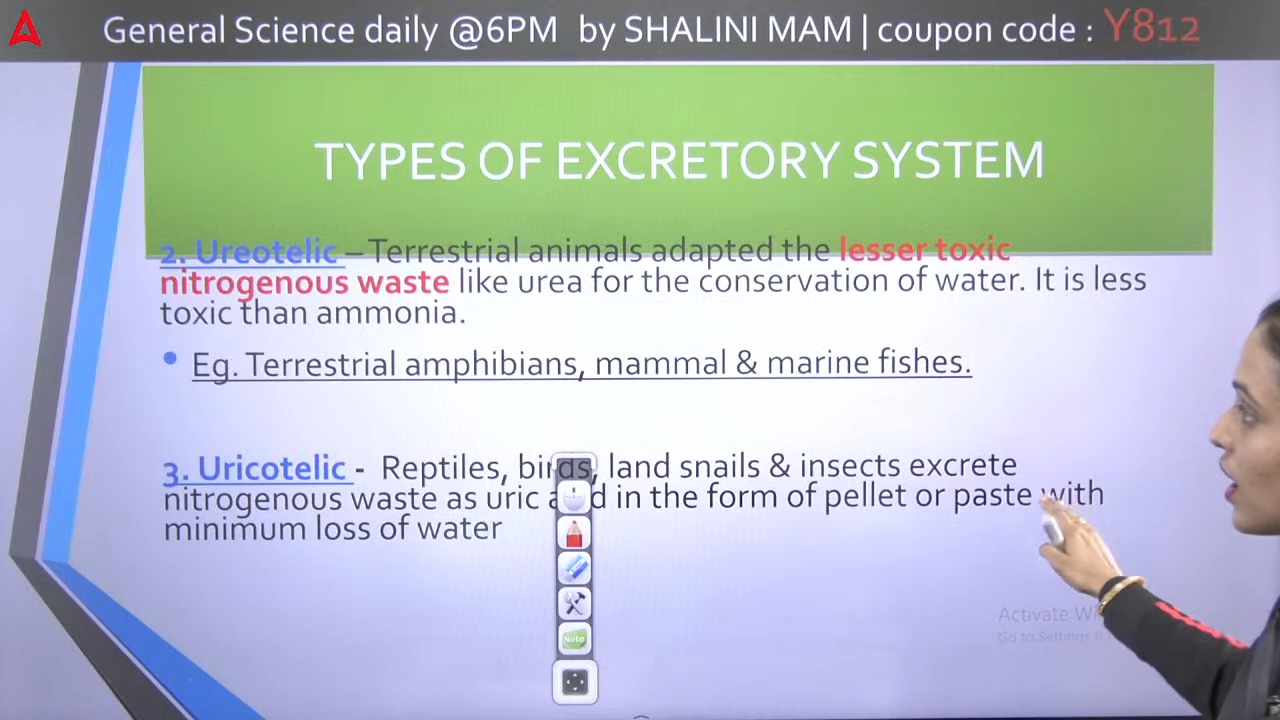 General Science daily @6PM by SHALINI MAM | coupon code : Y812
TYPES OF EXCRETORY SYSTEM
2. Ureotelic – Terrestrial animals adapted the lesser toxic
nitrogenous waste like urea for the conservation of water. It is less
toxic than ammonia.
• Eg. Terrestrial amphibians, mammal & marine fishes.
3. Uricotelic - Reptiles, birds, land snails & insects excrete
nitrogenous waste as uric acid in the form of pellet or paste with
minimum loss of water
Note
Activate
Go to Settings